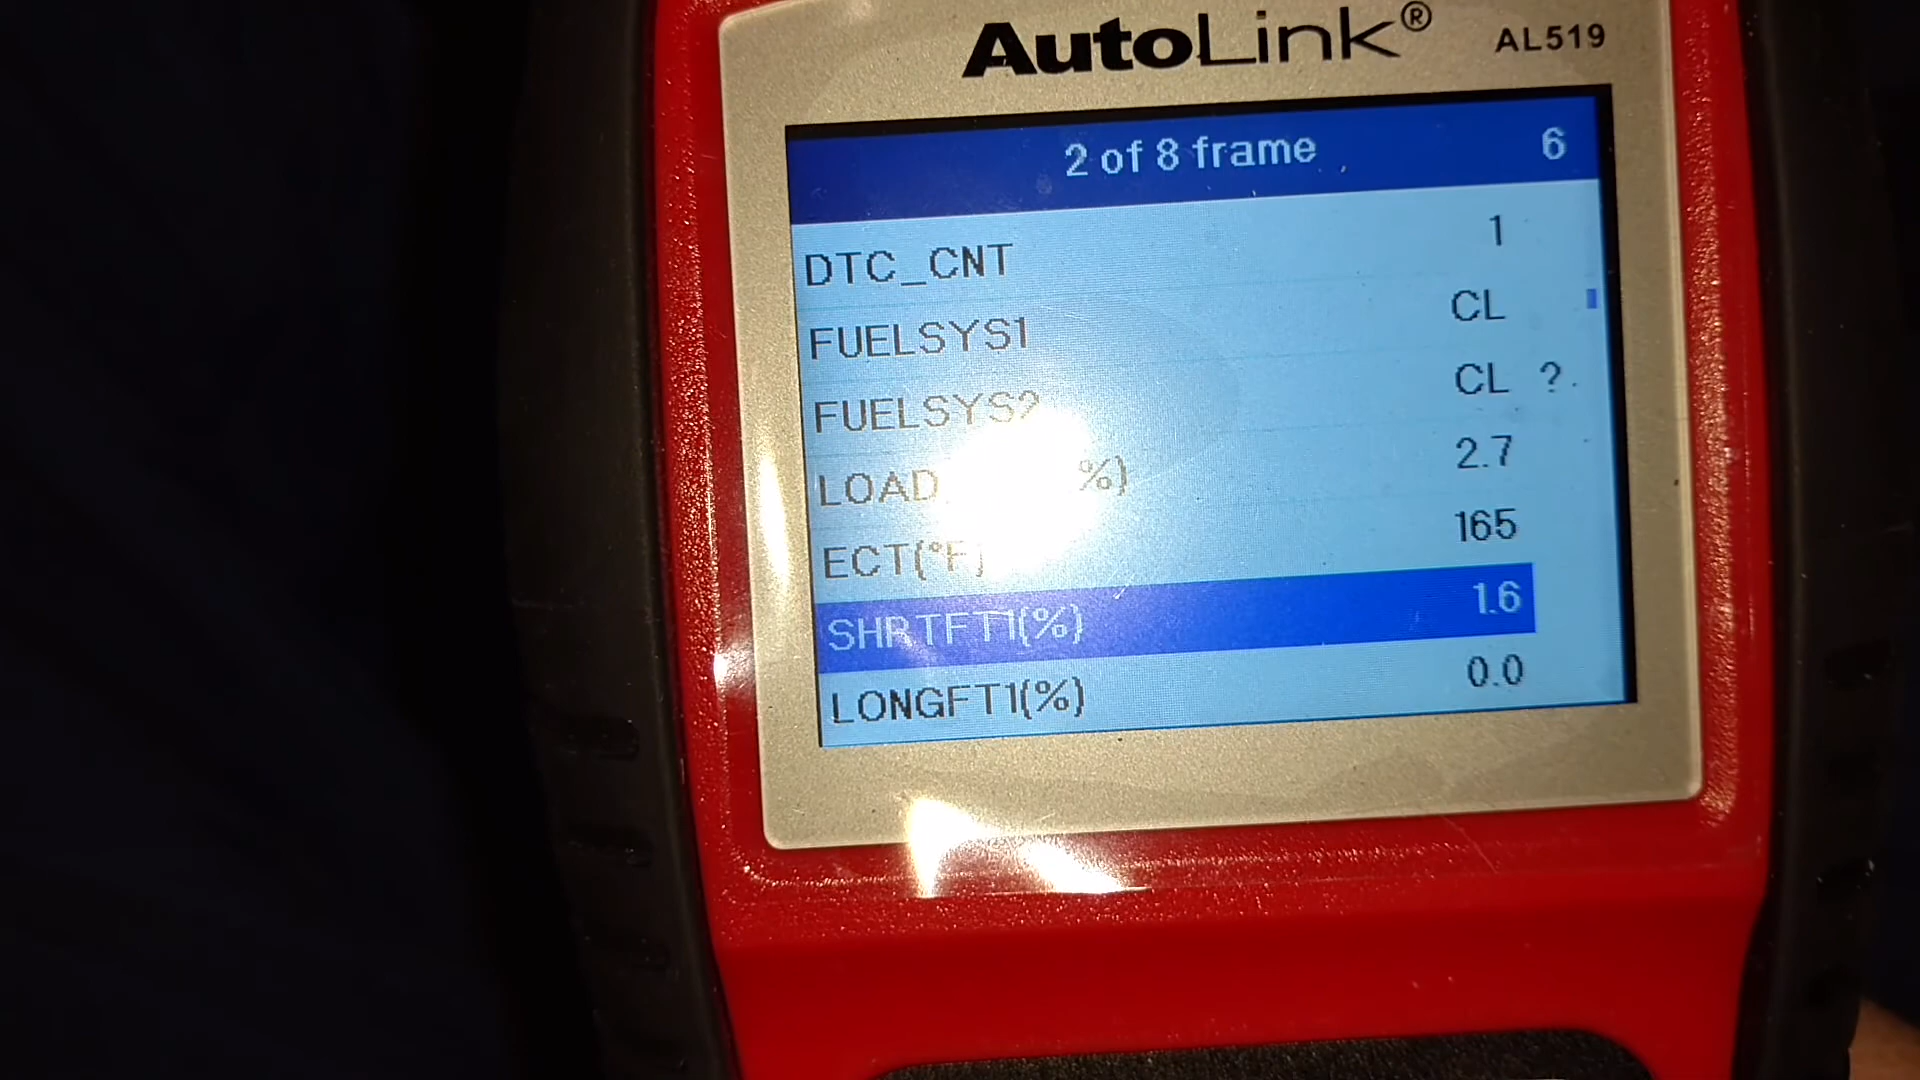 AutoLink® AL519
2 of 8 frame 6
DTC_CNT 1
FUELSYS1 CL
FUELSYS2 CL ?
LOAD %) 2.7
ECT(°F) 165
SHRTFT1(%) 1.6
LONGFT1(%) 0.0